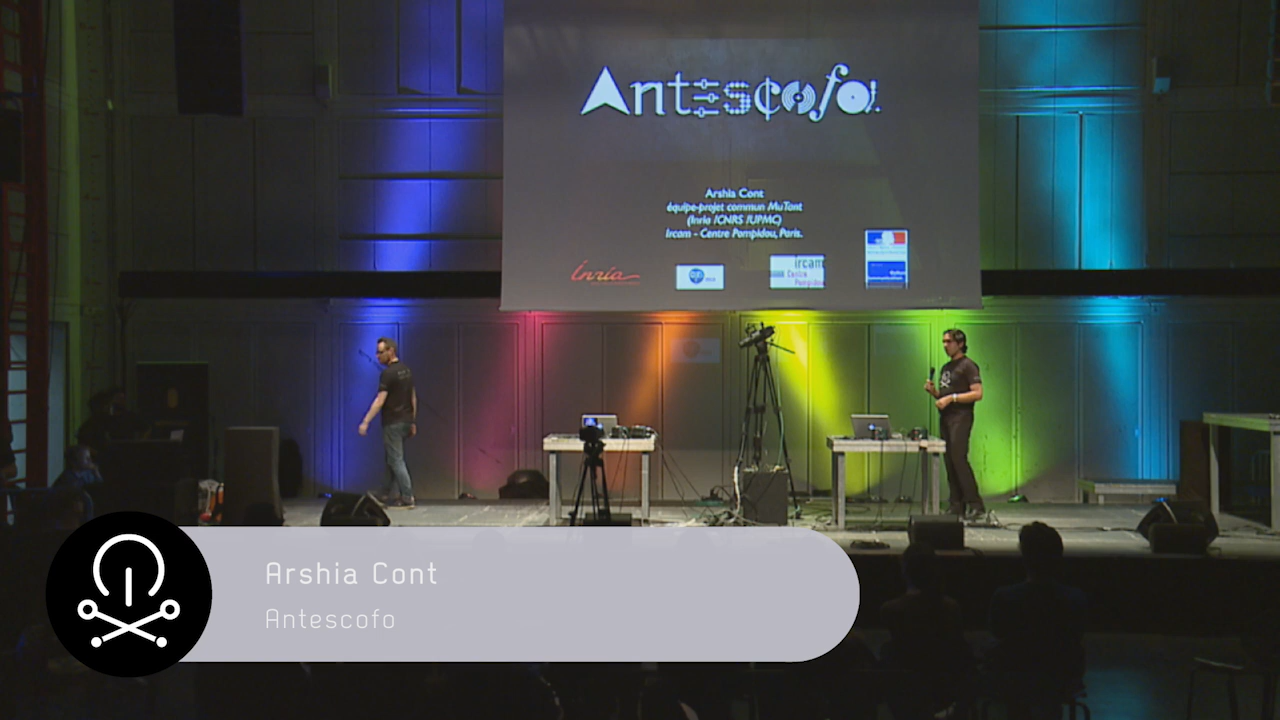 Antescofo
Arshia Cont
équipe-projet commun MuTant
(Inria /CNRS /UPMC)
Ircam - Centre Pompidou, Paris.
Inria
ircam
Centre
Pompidou
Arshia Cont
Antescofo